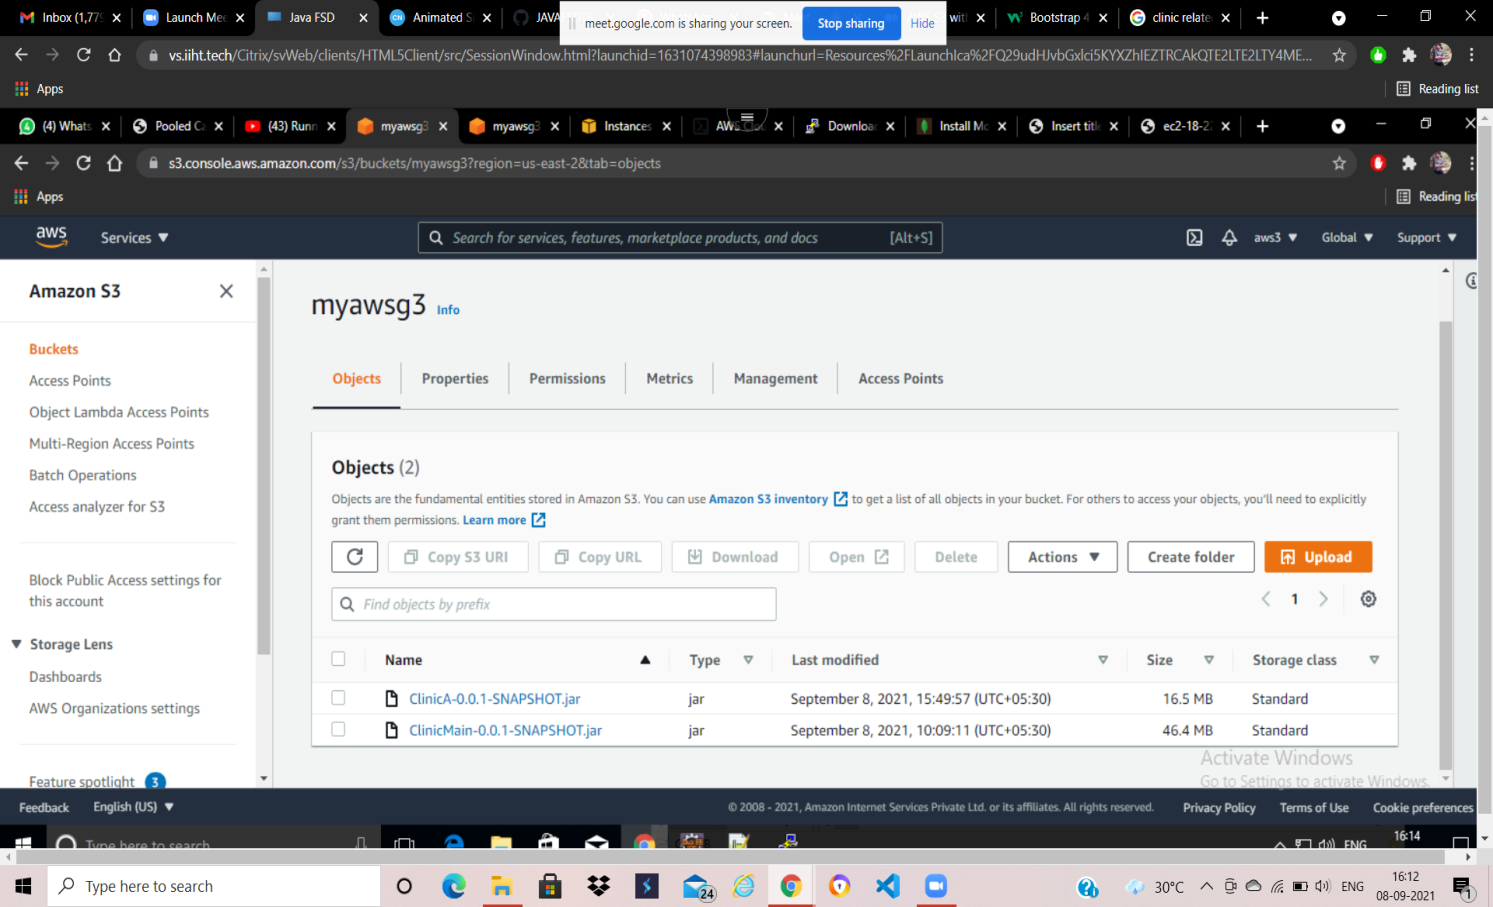 Inbox (1,779
Launch Mee
Java FSD
Animated S
JAVA
meet.google.com is sharing your screen.
Stop sharing
Hide
with
Bootstrap 4
clinic relate
vs.iiht.tech/Citrix/svWeb/clients/HTML5Client/src/SessionWindow.html?launchid=1631074398983#launchurl=Resources%2FLaunchIca%2FQ29udHJvbGxlci5KYXZhIEZTRCAkQTE2LTE2LTY4ME...
Apps
Reading list
(4) Whats
Pooled Ca
(43) Runn
myawsg3
myawsg3
Instances
AWS Clo
Downloa
Install Mo
Insert title
ec2-18-22
s3.console.aws.amazon.com/s3/buckets/myawsg3?region=us-east-2&tab=objects
Apps
Reading list
aws
Services
Search for services, features, marketplace products, and docs
[Alt+S]
aws3
Global
Support
Amazon S3
Buckets
Access Points
Object Lambda Access Points
Multi-Region Access Points
Batch Operations
Access analyzer for S3
Block Public Access settings for
this account
Storage Lens
Dashboards
AWS Organizations settings
Feature spotlight 3
myawsg3 Info
Objects
Properties
Permissions
Metrics
Management
Access Points
Objects (2)
Objects are the fundamental entities stored in Amazon S3. You can use Amazon S3 inventory to get a list of all objects in your bucket. For others to access your objects, you'll need to explicitly
grant them permissions. Learn more
Copy S3 URI
Copy URL
Download
Open
Delete
Actions
Create folder
Upload
Find objects by prefix
1
Name
Type
Last modified
Size
Storage class
ClinicA-0.0.1-SNAPSHOT.jar jar September 8, 2021, 15:49:57 (UTC+05:30) 16.5 MB Standard
ClinicMain-0.0.1-SNAPSHOT.jar jar September 8, 2021, 10:09:11 (UTC+05:30) 46.4 MB Standard
Activate Windows
Go to Settings to activate Windows.
Feedback
English (US)
© 2008 - 2021, Amazon Internet Services Private Ltd. or its affiliates. All rights reserved.
Privacy Policy
Terms of Use
Cookie preferences
Type here to search
ENG
16:14
Type here to search
24
30°C
ENG
16:12
08-09-2021
1